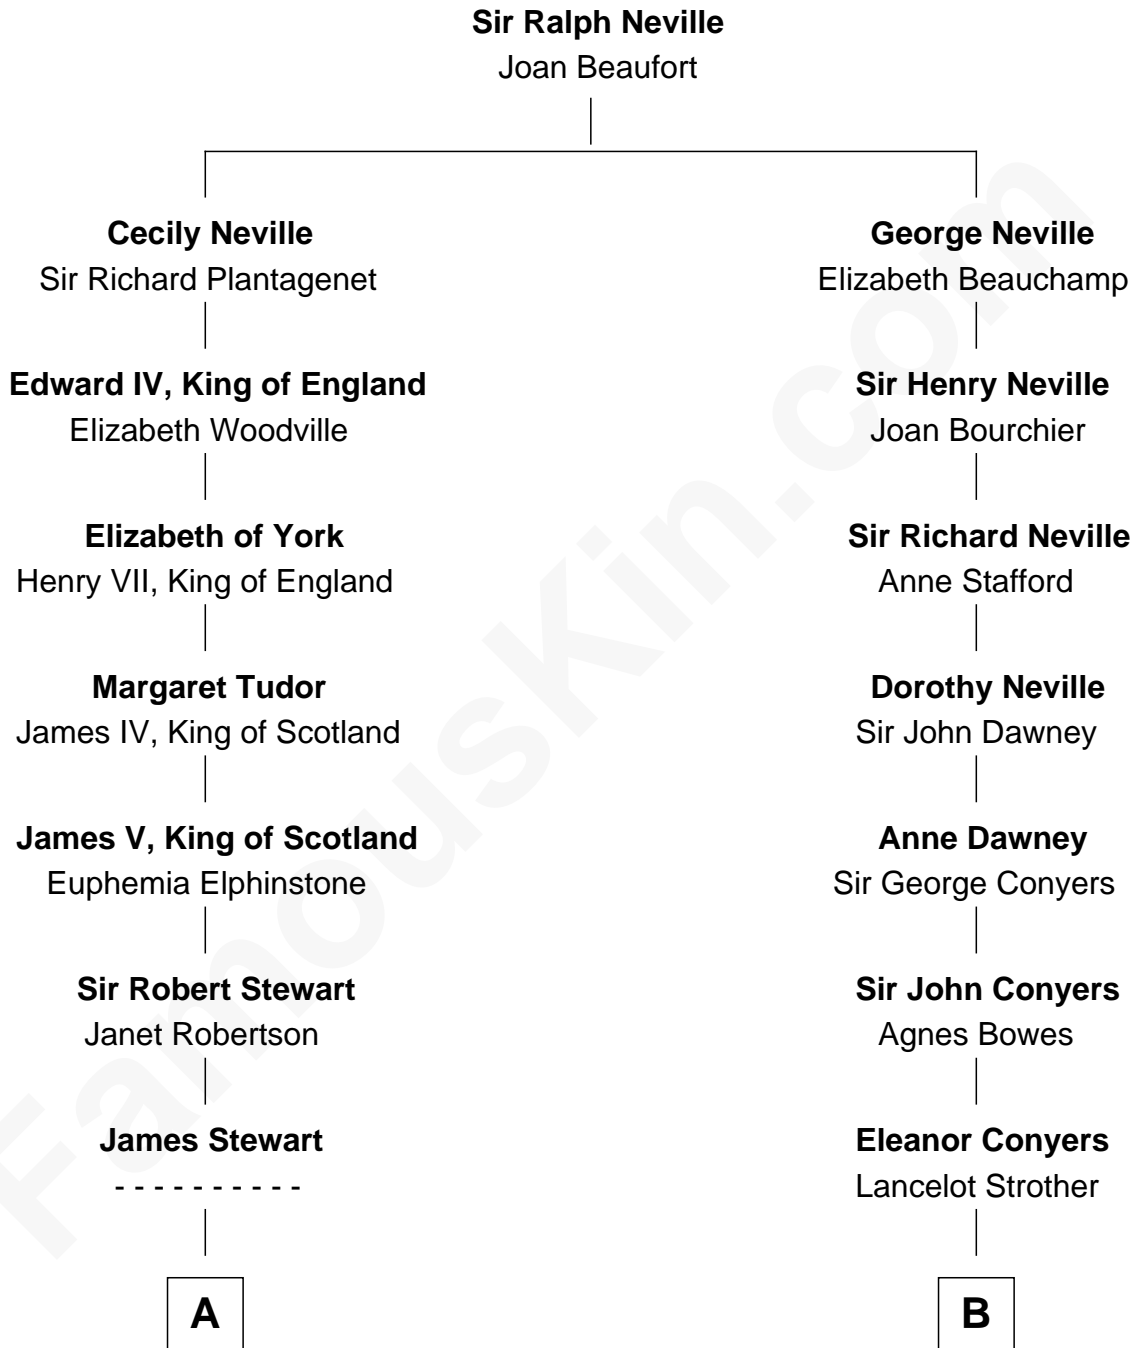 Sir Ralph Neville
Joan Beaufort
Cecily Neville
Sir Richard Plantagenet
George Neville
Elizabeth Beauchamp
Edward IV, King of England
Elizabeth Woodville
Sir Henry Neville
Joan Bourchier
Elizabeth of York
Henry VII, King of England
Sir Richard Neville
Anne Stafford
Margaret Tudor
James IV, King of Scotland
Dorothy Neville
Sir John Dawney
James V, King of Scotland
Euphemia Elphinstone
Anne Dawney
Sir George Conyers
Sir Robert Stewart
Janet Robertson
Sir John Conyers
Agnes Bowes
James Stewart
- - - - - - - - - -
Eleanor Conyers
Lancelot Strother
A
B
FamousKin.com